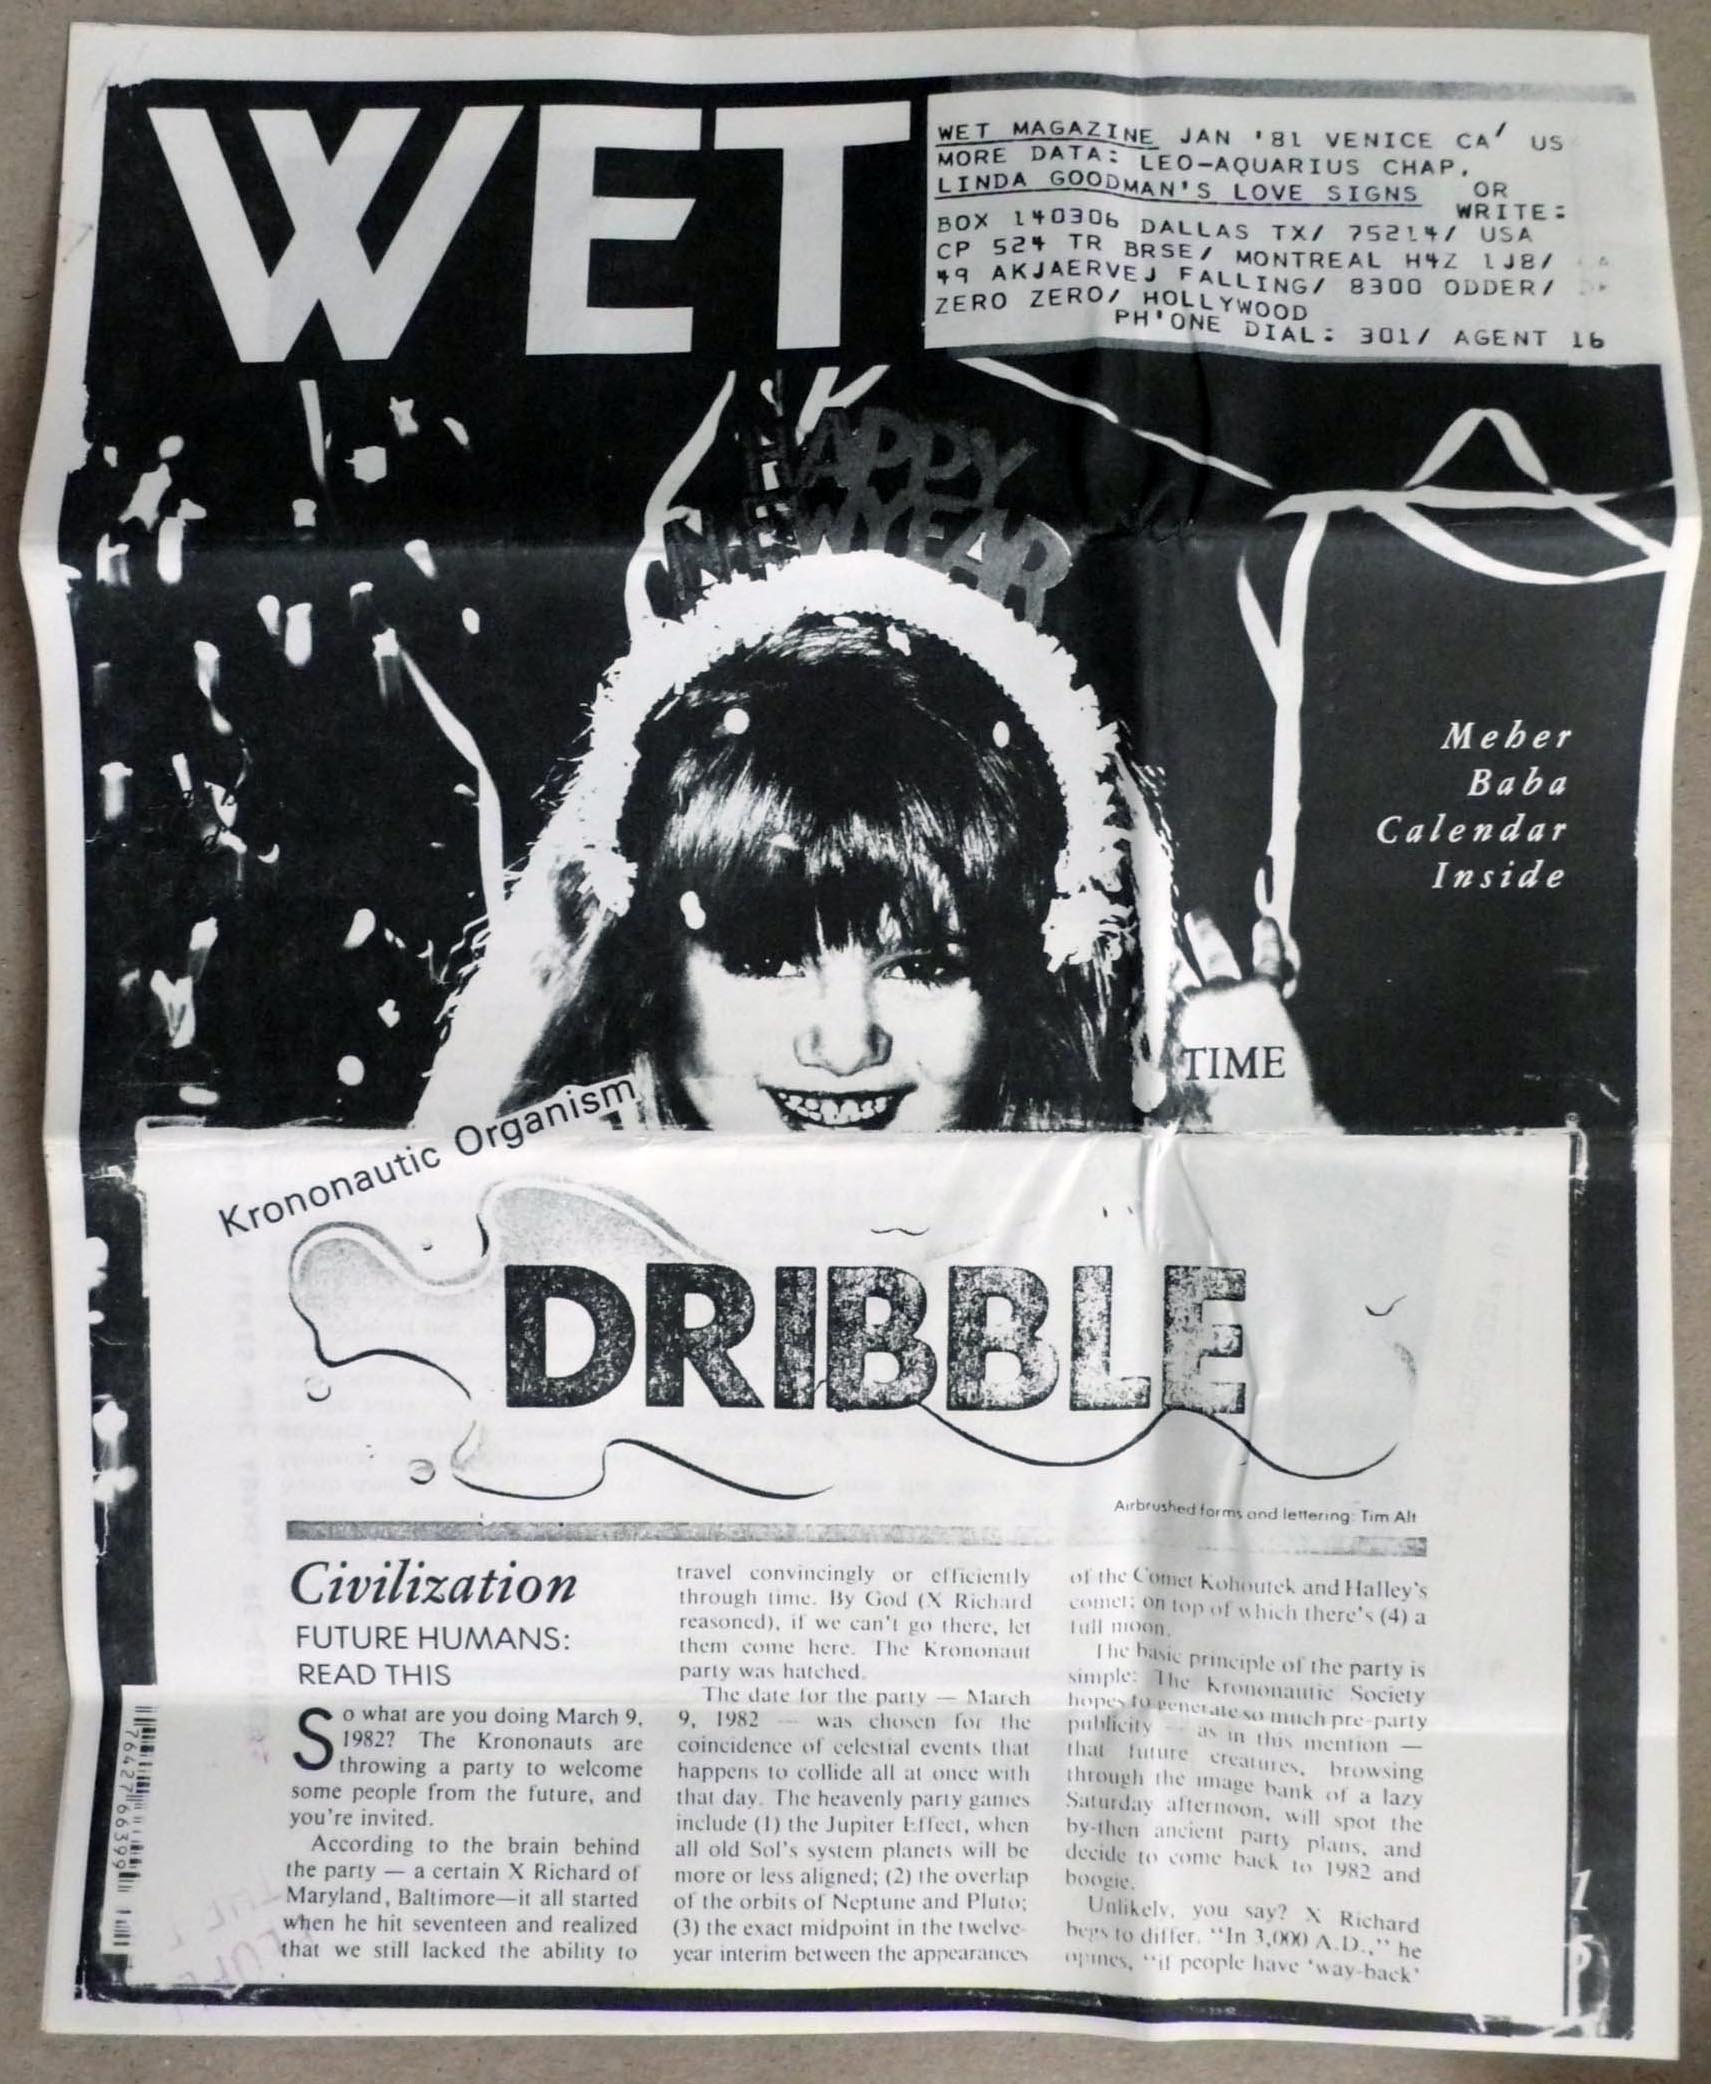 WET
WET MAGAZINE JAN '81 VENICE CA' US
MORE DATA: LEO-AQUARIUS CHAP.
LINDA GOODMAN'S LOVE SIGNS OR
WRITE:
BOX 140306 DALLAS TX/ 75214/ USA
CP 524 TR BRSE/ MONTREAL H4Z 1J8/
49 AKJAERVEJ FALLING/ 8300 ODDER/
ZERO ZERO/ HOLLYWOOD
PH'ONE DIAL: 301/ AGENT 16
HAPPY
NEW YEAR
Meher
Baba
Calendar
Inside
TIME
Krononautic Organism
DRIBBLE
Airbrushed forms and lettering: Tim Alt
Civilization
FUTURE HUMANS:
READ THIS
So what are you doing March 9,
1982? The Krononauts are
throwing a party to welcome
some people from the future, and
you're invited.
According to the brain behind
the party — a certain X Richard of
Maryland, Baltimore—it all started
when he hit seventeen and realized
that we still lacked the ability to
travel convincingly or efficiently
through time. By God (X Richard
reasoned), if we can't go there, let
them come here. The Krononaut
party was hatched.
The date for the party — March
9, 1982 — was chosen for the
coincidence of celestial events that
happens to collide all at once with
that day. The heavenly party games
include (1) the Jupiter Effect, when
all old Sol's system planets will be
more or less aligned; (2) the overlap
of the orbits of Neptune and Pluto;
(3) the exact midpoint in the twelve-
year interim between the appearances
of the Comet Kohoutek and Halley's
comet; on top of which there's (4) a
full moon.
The basic principle of the party is
simple: The Krononautic Society
hopes to generate so much pre-party
publicity — as in this mention —
that future creatures, browsing
through the image bank of a lazy
Saturday afternoon, will spot the
by-then ancient party plans, and
decide to come back to 1982 and
boogie.
Unlikely, you say? X Richard
begs to differ. "In 3,000 A.D.," he
opines, "if people have 'way-back'
76427 66399